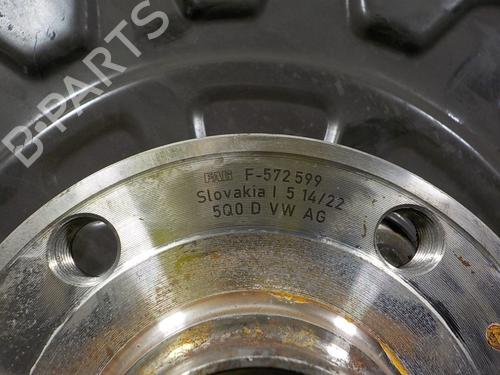 B-PARTS
FAG F-572599
Slovakia I 5 14/22
5Q0 D VW AG